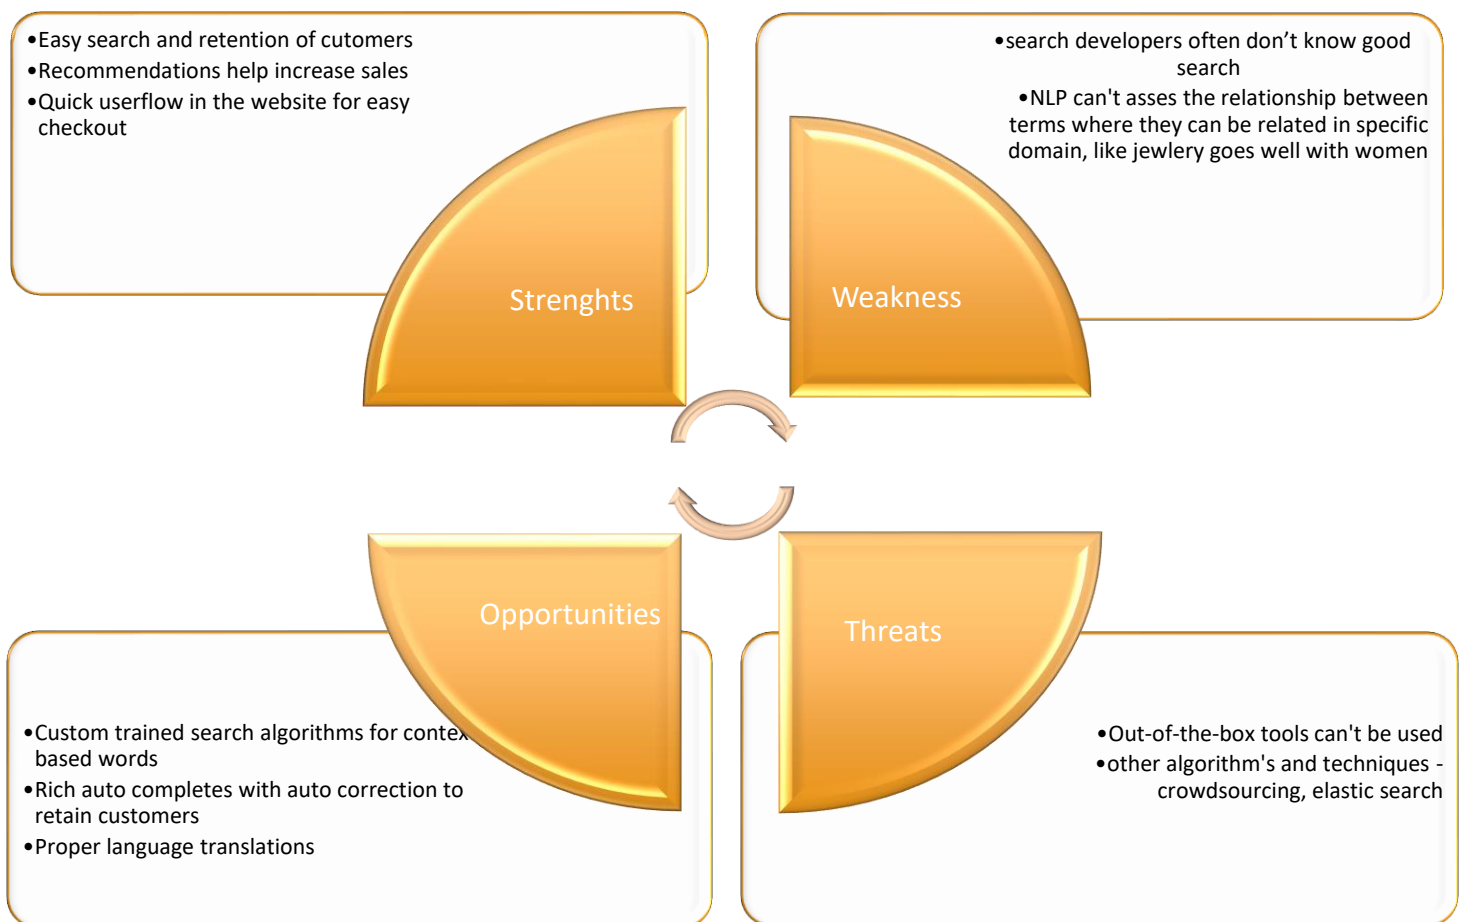 •Easy search and retention of cutomers
•Recommendations help increase sales
•Quick userflow in the website for easy
checkout
Strenghts
•search developers often don’t know good
search
•NLP can't asses the relationship between
terms where they can be related in specific
domain, like jewlery goes well with women
Weakness
Opportunities
•Custom trained search algorithms for contex
based words
•Rich auto completes with auto correction to
retain customers
•Proper language translations
Threats
•Out-of-the-box tools can't be used
•other algorithm's and techniques -
crowdsourcing, elastic search